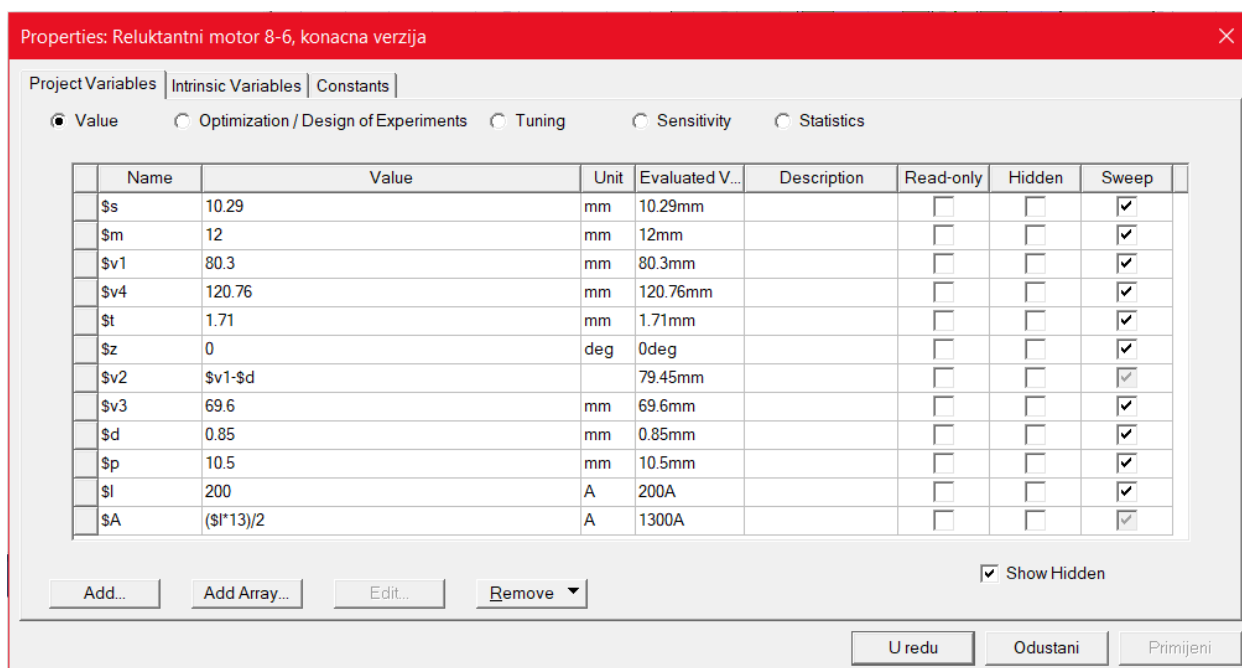 Properties: Reluktantni motor 8-6, konacna verzija
Project Variables Intrinsic Variables Constants
Value Optimization / Design of Experiments Tuning Sensitivity Statistics
Name Value Unit Evaluated V... Description Read-only Hidden Sweep
$s 10.29 mm 10.29mm
$m 12 mm 12mm
$v1 80.3 mm 80.3mm
$v4 120.76 mm 120.76mm
$t 1.71 mm 1.71mm
$z 0 deg 0deg
$v2 $v1-$d 79.45mm
$v3 69.6 mm 69.6mm
$d 0.85 mm 0.85mm
$p 10.5 mm 10.5mm
$I 200 A 200A
$A ($I*13)/2 A 1300A
Show Hidden
Add... Add Array... Edit... Remove
U redu Odustani Primijeni